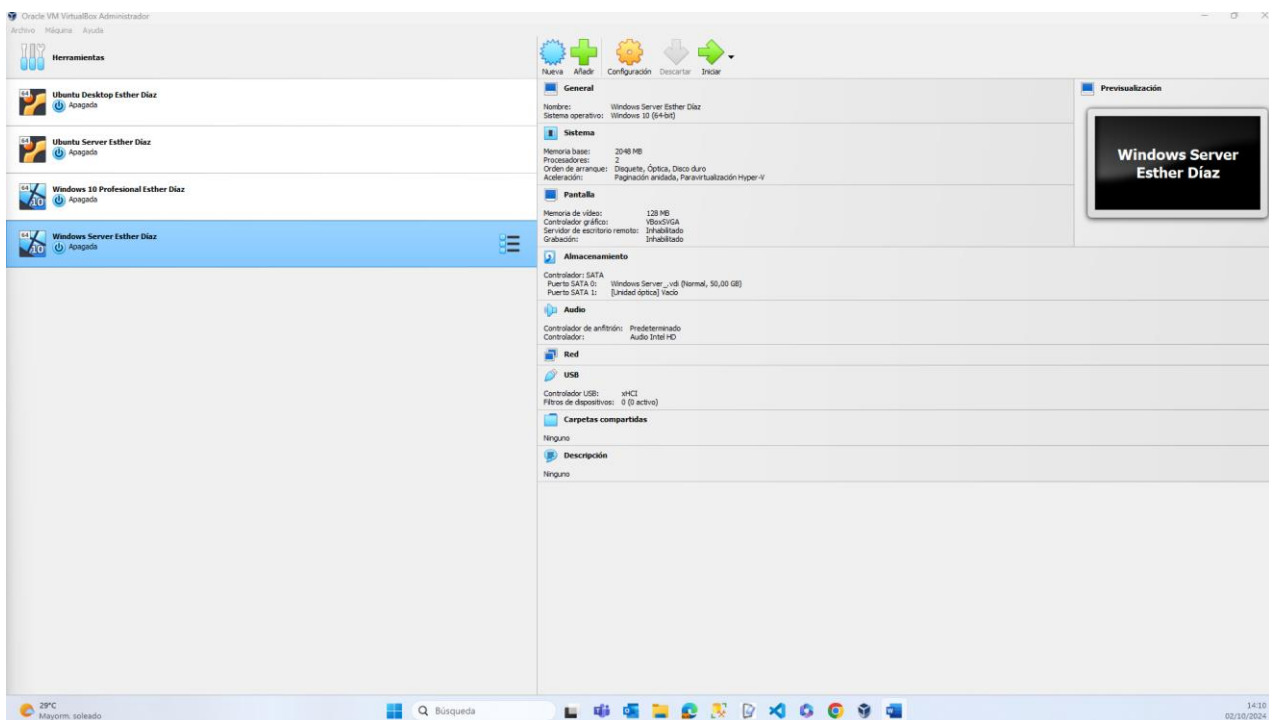 Oracle VM VirtualBox Administrador
Archivo Máquina Ayuda
Herramientas
64
Ubuntu Desktop Esther Díaz
Apagada
64
Ubuntu Server Esther Díaz
Apagada
64
10
Windows 10 Profesional Esther Díaz
Apagada
64
10
Windows Server Esther Díaz
Apagada
Nueva Añadir Configuración Descartar Iniciar
General
Nombre: Windows Server Esther Díaz
Sistema operativo: Windows 10 (64-bit)
Sistema
Memoria base: 2048 MB
Procesadores: 2
Orden de arranque: Disquete, Óptica, Disco duro
Aceleración: Paginación anidada, Paravirtualización Hyper-V
Pantalla
Memoria de vídeo: 128 MB
Controlador gráfico: VBoxSVGA
Servidor de escritorio remoto: Inhabilitado
Grabación: Inhabilitado
Almacenamiento
Controlador: SATA
Puerto SATA 0: Windows Server_.vdi (Normal, 50,00 GB)
Puerto SATA 1: [Unidad óptica] Vacío
Audio
Controlador de anfitrión: Predeterminado
Controlador: Audio Intel HD
Red
USB
Controlador USB: xHCI
Filtros de dispositivos: 0 (0 activo)
Carpetas compartidas
Ninguno
Descripción
Ninguno
Previsualización
Windows Server
Esther Díaz
29°C
Mayorm. soleado
Búsqueda
14:10
02/10/2024